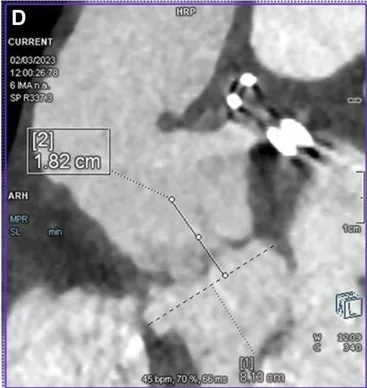 D
HRP
CURRENT
02/03/2023
12:00:26:78
6 IMA n.a.
SP R337.3
[2]
1.82 cm
ARH
MPR
SL min
1cm
L
W 1209
C 340
[1]
8.13 cm
45 bpm, 70 %, 66 ms